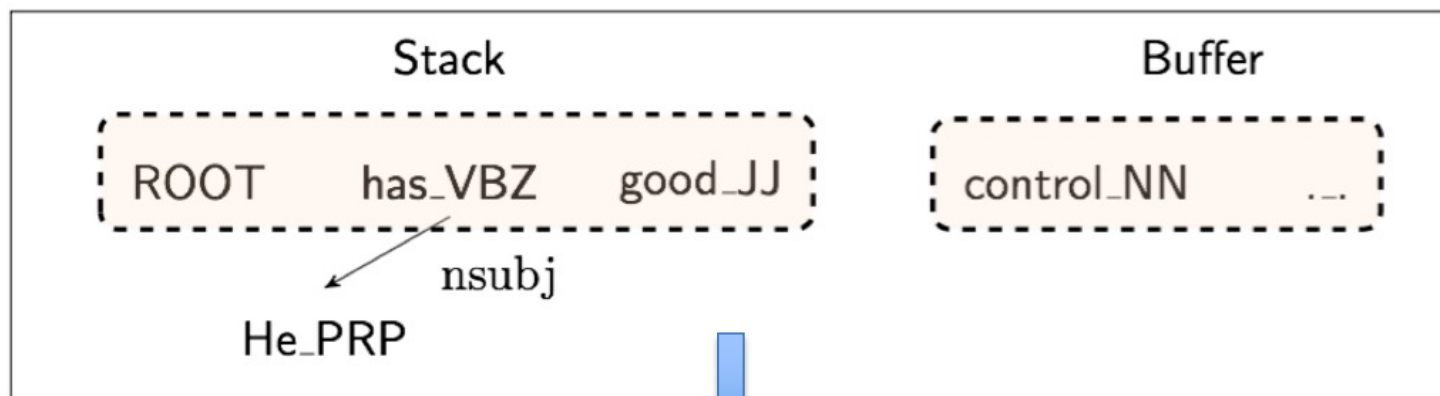 Stack Buffer
ROOT has_VBZ good_JJ control_NN ._.
nsubj
He_PRP